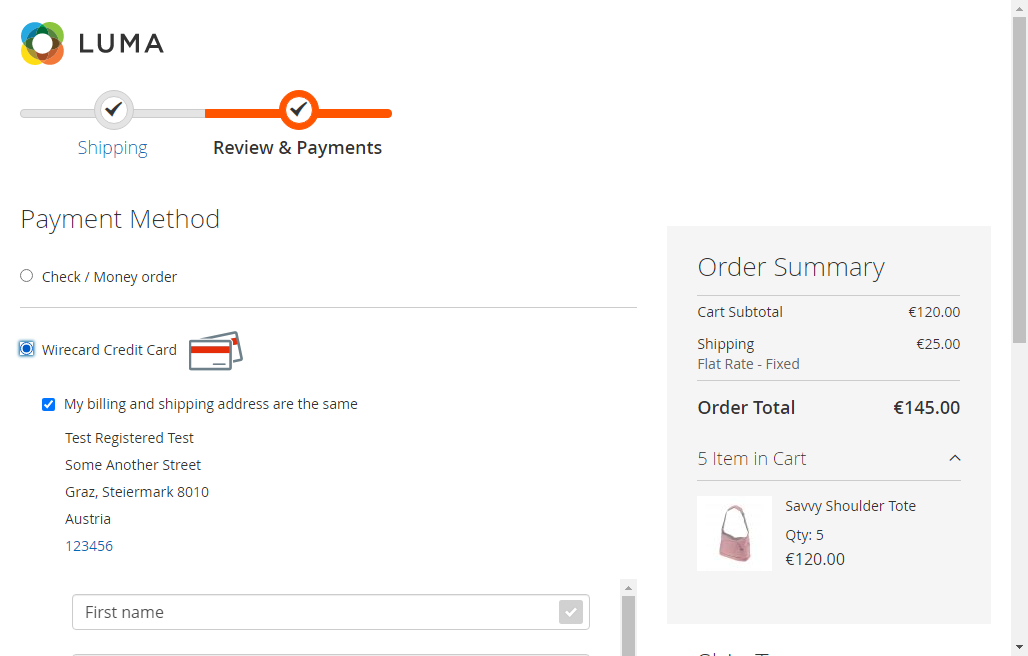 LUMA
Shipping
Review & Payments
Payment Method
Check / Money order
Wirecard Credit Card
My billing and shipping address are the same
Test Registered Test
Some Another Street
Graz, Steiermark 8010
Austria
123456
First name
Order Summary
Cart Subtotal €120.00
Shipping €25.00
Flat Rate - Fixed
Order Total €145.00
5 Item in Cart
Savvy Shoulder Tote
Qty: 5
€120.00